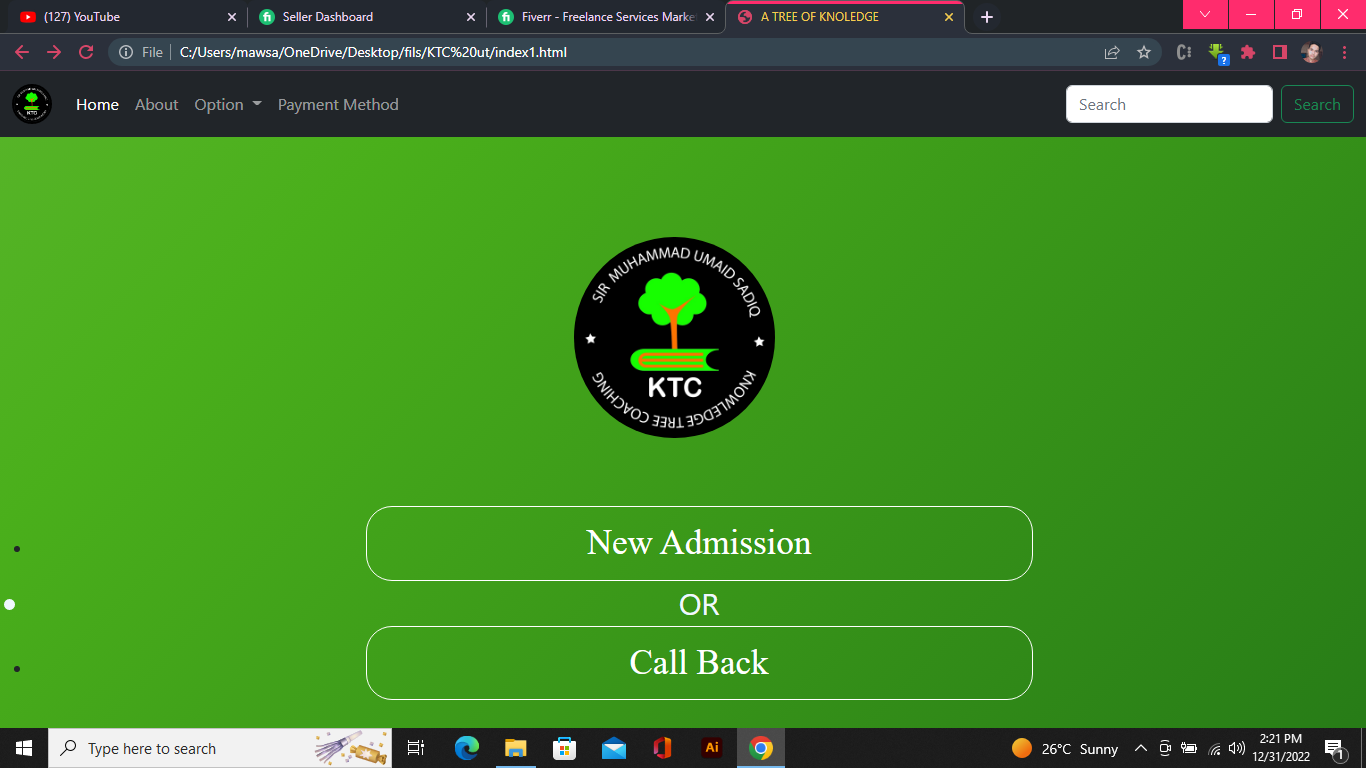 (127) YouTube
Seller Dashboard
Fiverr - Freelance Services Marke
A TREE OF KNOLEDGE
File
C:/Users/mawsa/OneDrive/Desktop/fils/KTC%20ut/index1.html
Home About Option Payment Method
Search
Search
SIR MUHAMMAD UMAID SADIQ
KTC
KNOWLEDGE TREE COACHING
New Admission
OR
Call Back
Type here to search
Ai
26°C Sunny
2:21 PM
12/31/2022
1